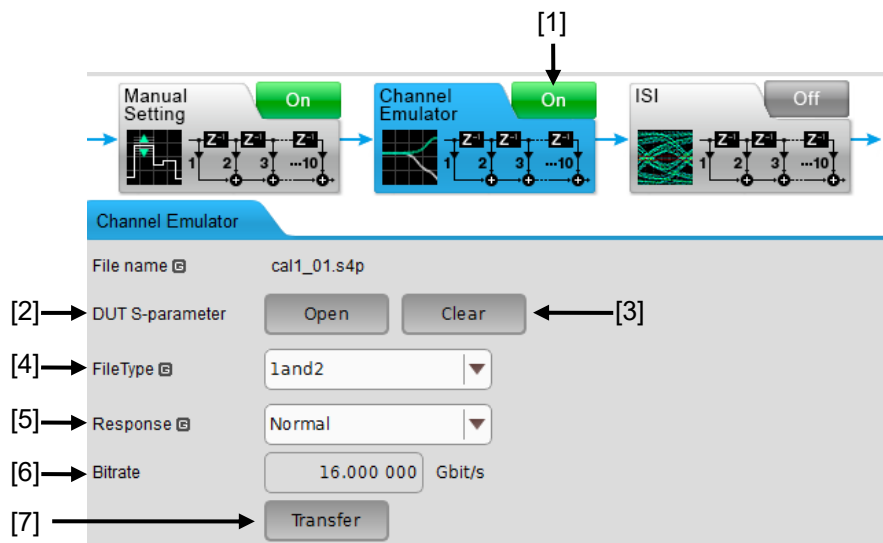 [1]
Manual Setting On
Z-1 Z-1 Z-1
1 2 3 ...10
Channel Emulator On
Z-1 Z-1 Z-1
1 2 3 ...10
ISI Off
Z-1 Z-1 Z-1
1 2 3 ...10
Channel Emulator
File name G cal1_01.s4p
[2] DUT S-parameter Open Clear [3]
[4] FileType G 1and2
[5] Response G Normal
[6] Bitrate 16.000 000 Gbit/s
[7] Transfer